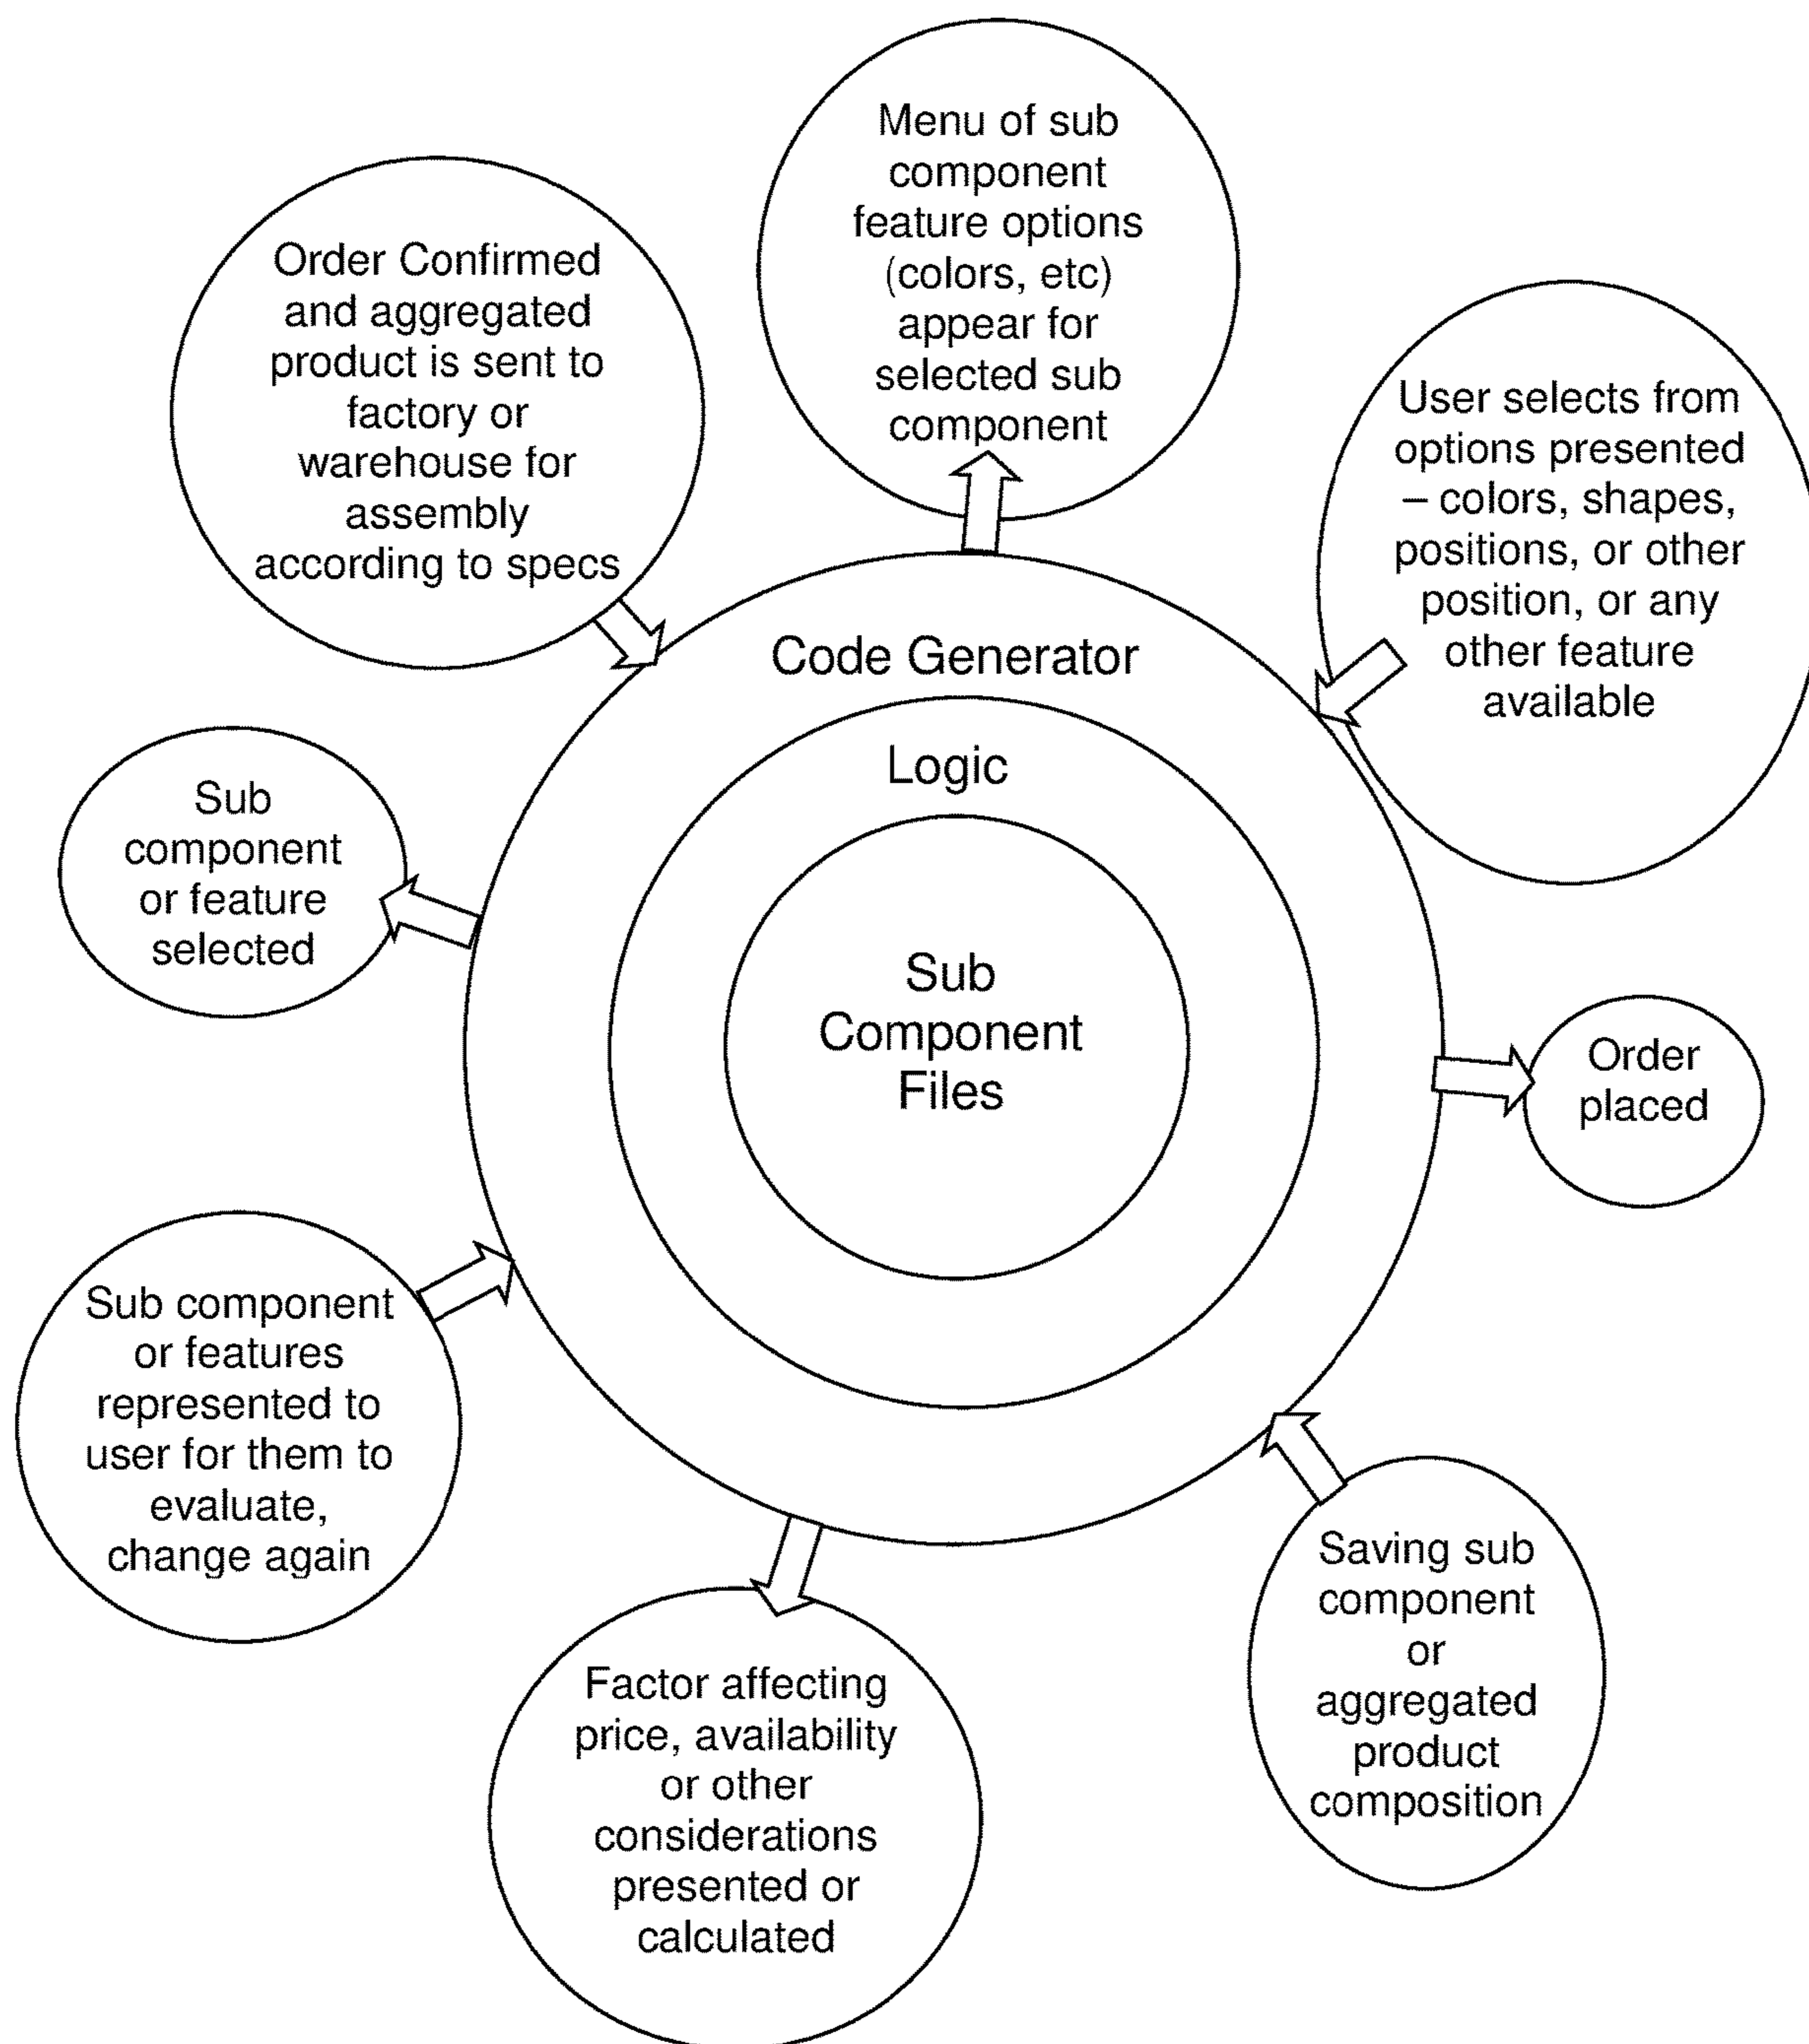 Menu of sub
component
feature options
(colors, etc)
appear for
selected sub
component
Order Confirmed
and aggregated
product is sent to
factory or
warehouse for
assembly
according to specs
User selects from
options presented
– colors, shapes,
positions, or other
position, or any
other feature
available
Code Generator
Logic
Sub
Component
Files
Sub
component
or feature
selected
Order
placed
Sub component
or features
represented to
user for them to
evaluate,
change again
Saving sub
component
or
aggregated
product
composition
Factor affecting
price, availability
or other
considerations
presented or
calculated